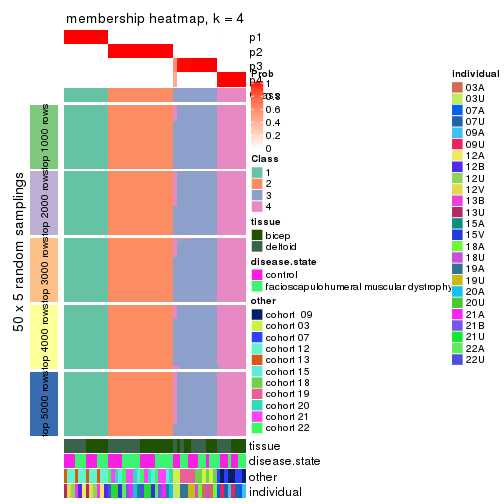 membership heatmap, k = 4
p1
p2
p3
p4
Prob
1
0.8
0.6
0.4
0.2
0
Class
1
2
3
4
tissue
bicep
deltoid
disease.state
control
facioscapulohumeral muscular dystrophy
other
cohort 09
cohort 03
cohort 07
cohort 12
cohort 13
cohort 15
cohort 18
cohort 19
cohort 20
cohort 21
cohort 22
individual
03A
03U
07A
07U
09A
09U
12A
12B
12U
12V
13B
13U
15A
15V
18A
18U
19A
19U
20A
20U
21A
21B
21U
22A
22U
50 x 5 random samplings
top 1000 rows
top 2000 rows
top 3000 rows
top 4000 rows
top 5000 rows
tissue
disease.state
other
individual